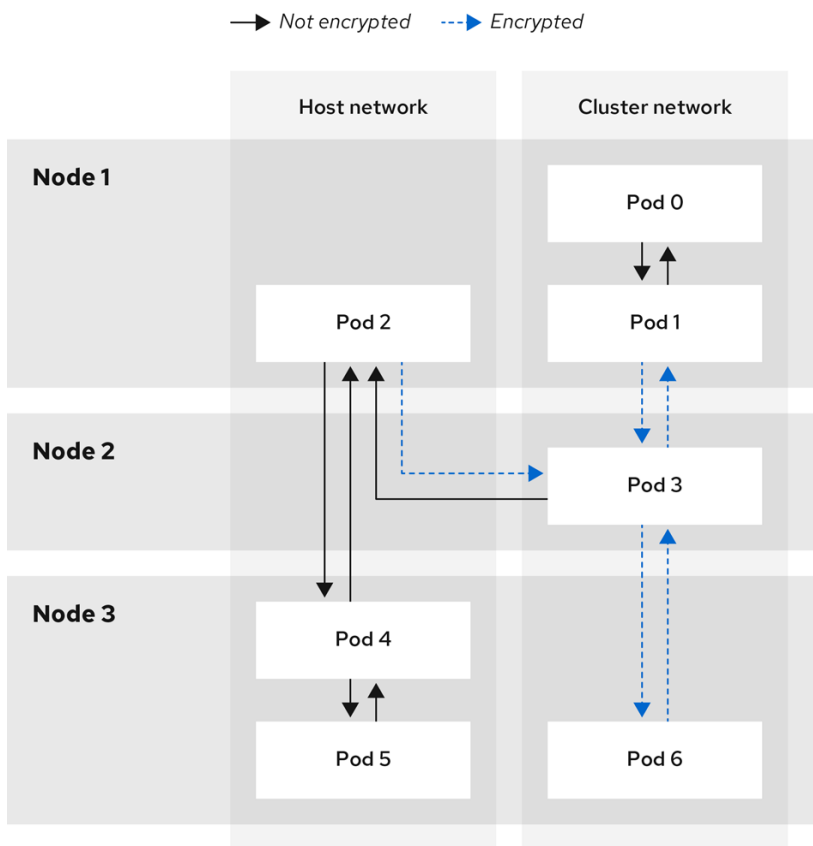 Not encrypted
Encrypted
Host network
Cluster network
Node 1
Pod 0
Pod 2
Pod 1
Node 2
Pod 3
Node 3
Pod 4
Pod 5
Pod 6